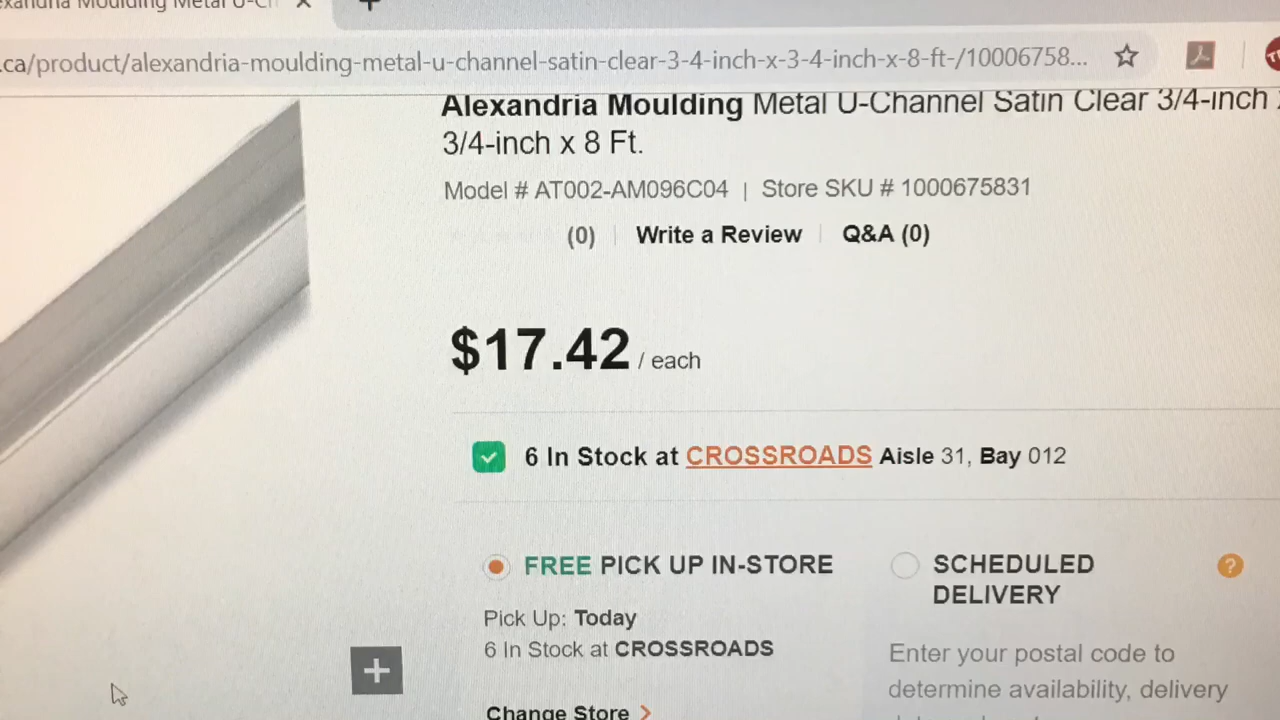 .ca/product/alexandria-moulding-metal-u-channel-satin-clear-3-4-inch-x-3-4-inch-x-8-ft-/10006758...
Alexandria Moulding Metal U-Channel Satin Clear 3/4-inch
3/4-inch x 8 Ft.
Model # AT002-AM096C04 | Store SKU # 1000675831
(0) | Write a Review | Q&A (0)
$17.42 / each
6 In Stock at CROSSROADS Aisle 31, Bay 012
FREE PICK UP IN-STORE
Pick Up: Today
6 In Stock at CROSSROADS
Change Store >
SCHEDULED
DELIVERY
?
Enter your postal code to
determine availability, delivery